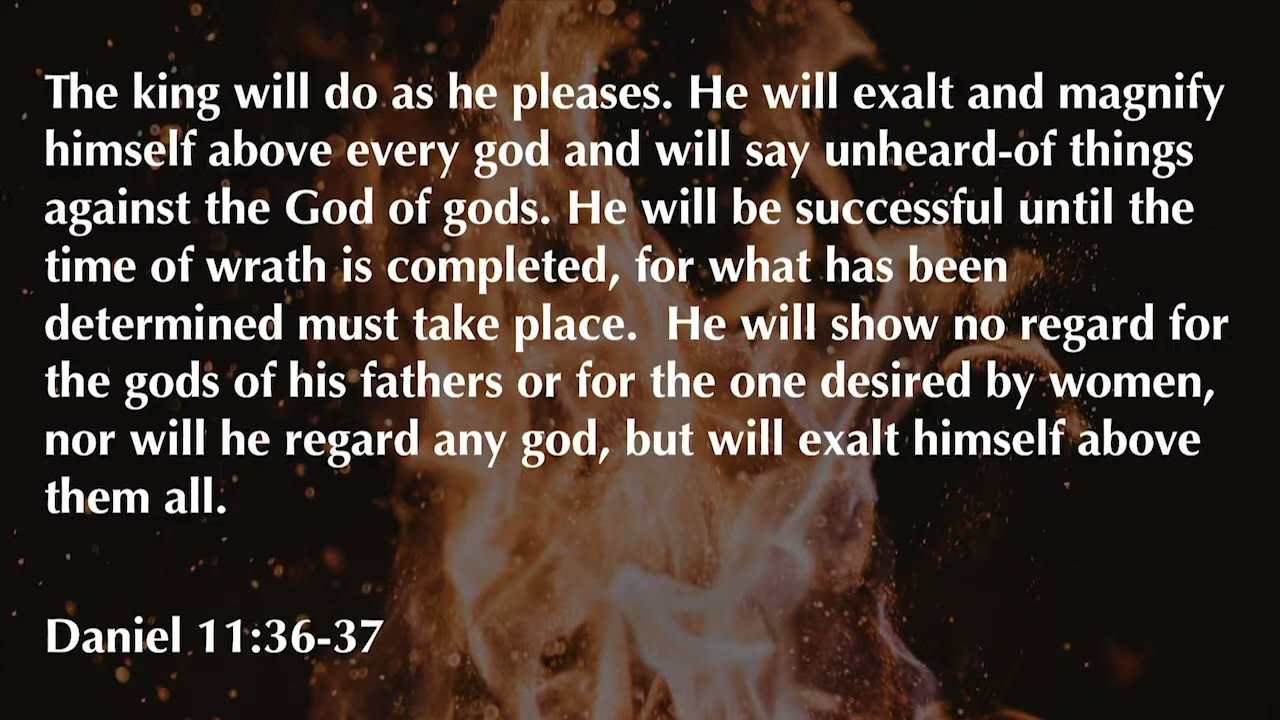 The king will do as he pleases. He will exalt and magnify
himself above every god and will say unheard-of things
against the God of gods. He will be successful until the
time of wrath is completed, for what has been
determined must take place.  He will show no regard for
the gods of his fathers or for the one desired by women,
nor will he regard any god, but will exalt himself above
them all.
Daniel 11:36-37